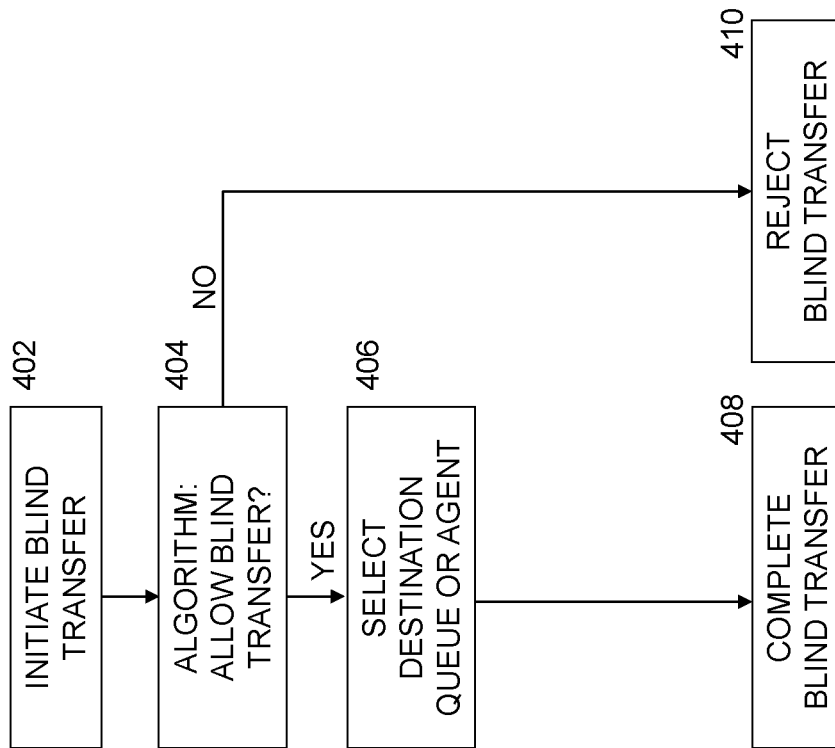 402
INITIATE BLIND
TRANSFER
404
ALGORITHM:
ALLOW BLIND
TRANSFER?
NO
YES
406
SELECT
DESTINATION
QUEUE OR AGENT
408
COMPLETE
BLIND TRANSFER
410
REJECT
BLIND TRANSFER